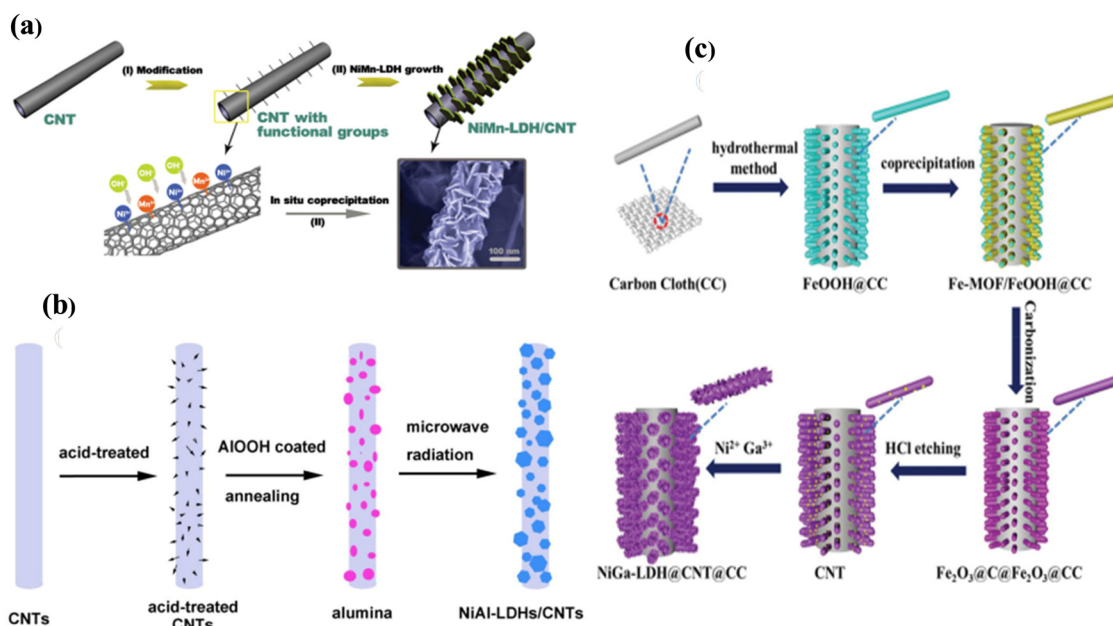 (a)
(I) Modification
(II) NiMn-LDH growth
CNT
CNT with
functional groups
NiMn-LDH/CNT
OH-
OH-
OH-
Ni²⁺
Mn³⁺
Ni²⁺
Mn³⁺
Ni²⁺
In situ coprecipitation
(II)
100 nm
(b)
acid-treated
AlOOH coated
annealing
microwave
radiation
CNTs
acid-treated
CNTs
alumina
NiAl-LDHs/CNTs
(c)
hydrothermal
method
coprecipitation
Carbon Cloth(CC)
FeOOH@CC
Fe-MOF/FeOOH@CC
Carbonization
Ni²⁺ Ga³⁺
HCl etching
NiGa-LDH@CNT@CC
CNT
Fe₂O₃@C@Fe₂O₃@CC